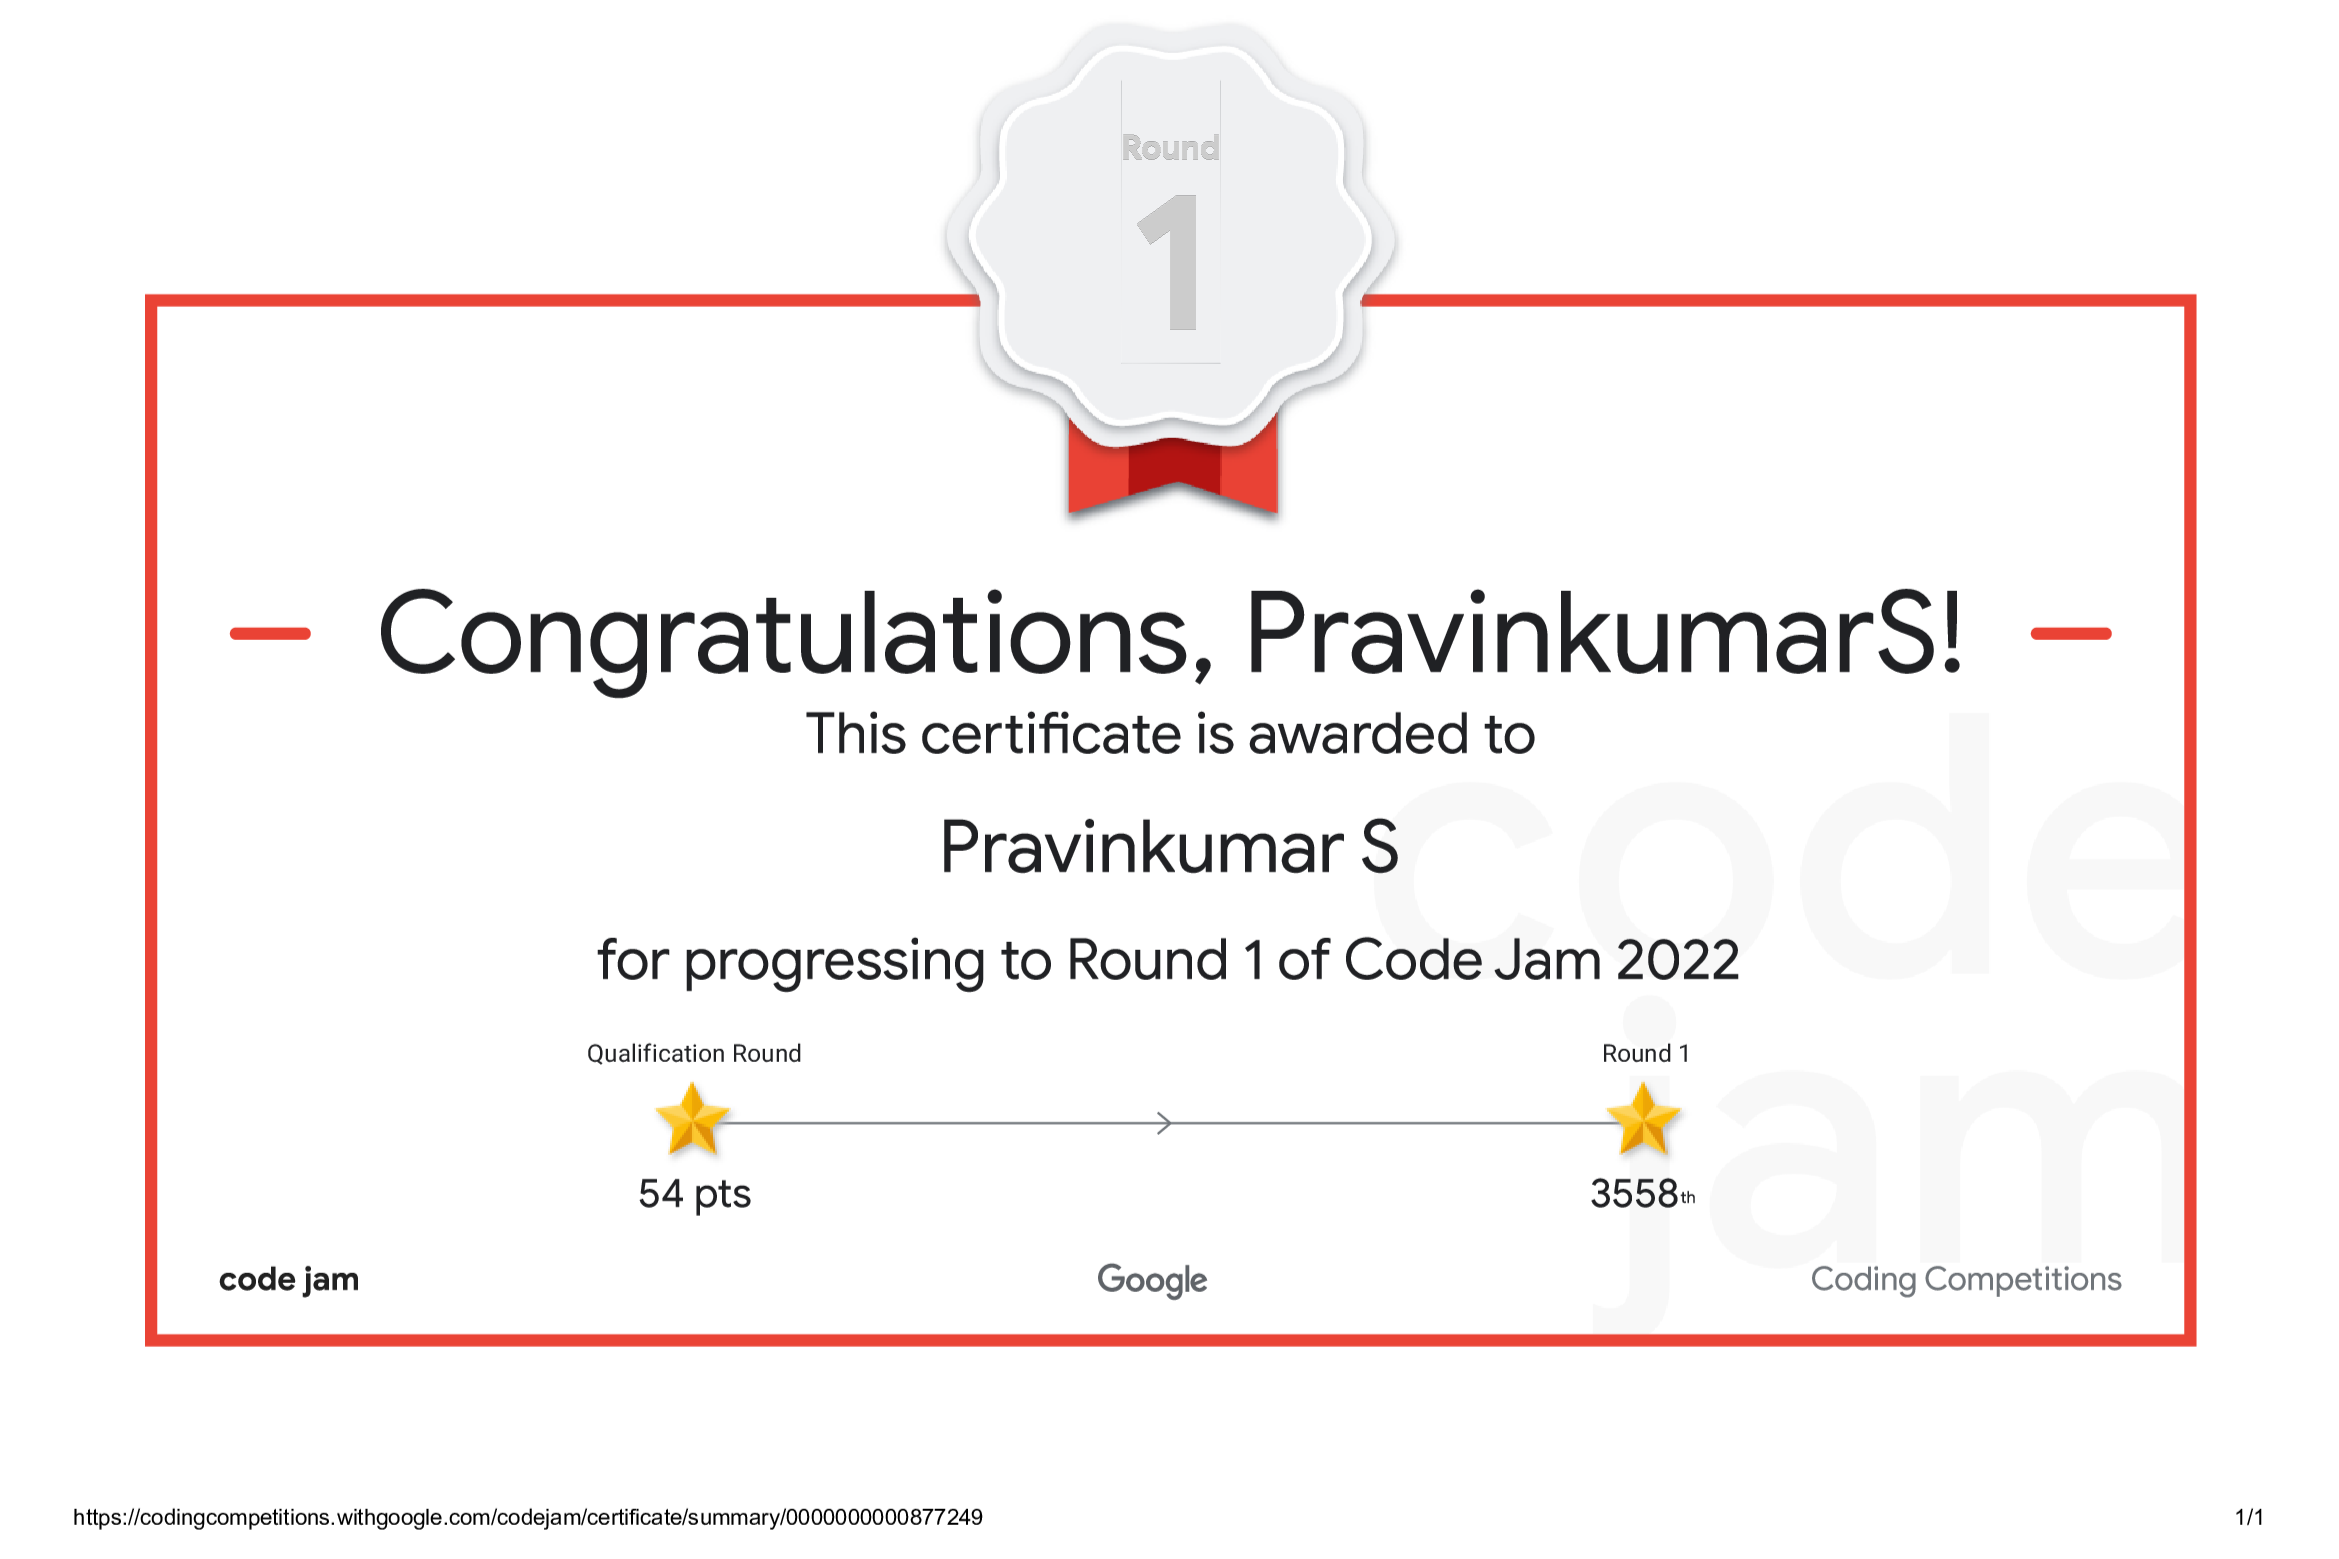 Round
1
Congratulations, PravinkumarS!
This certificate is awarded to
Pravinkumar S
for progressing to Round 1 of Code Jam 2022
Qualification Round
Round 1
54 pts
3558th
code jam
Google
Coding Competitions
code
jam
https://codingcompetitions.withgoogle.com/codejam/certificate/summary/0000000000877249
1/1